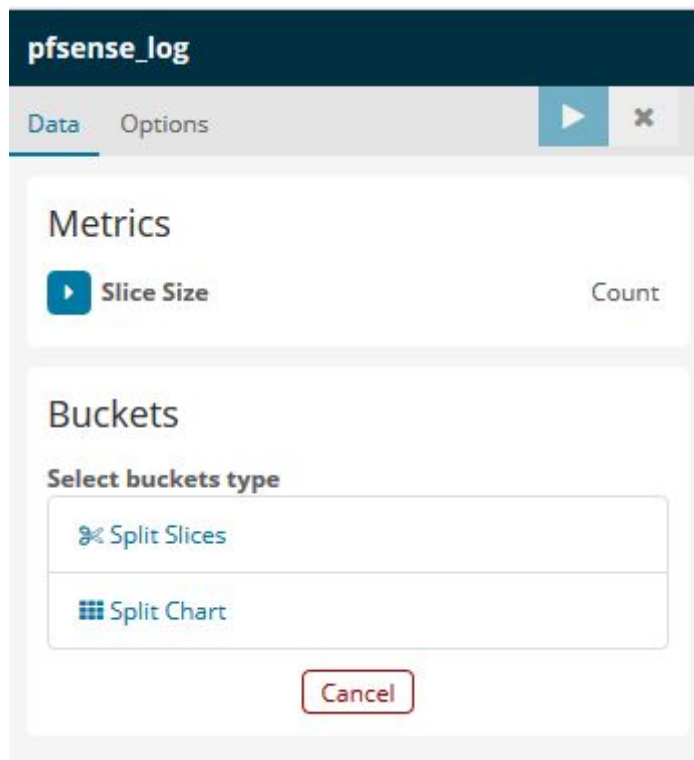 pfsense_log
Data Options
Metrics
Slice Size Count
Buckets
Select buckets type
Split Slices
Split Chart
Cancel